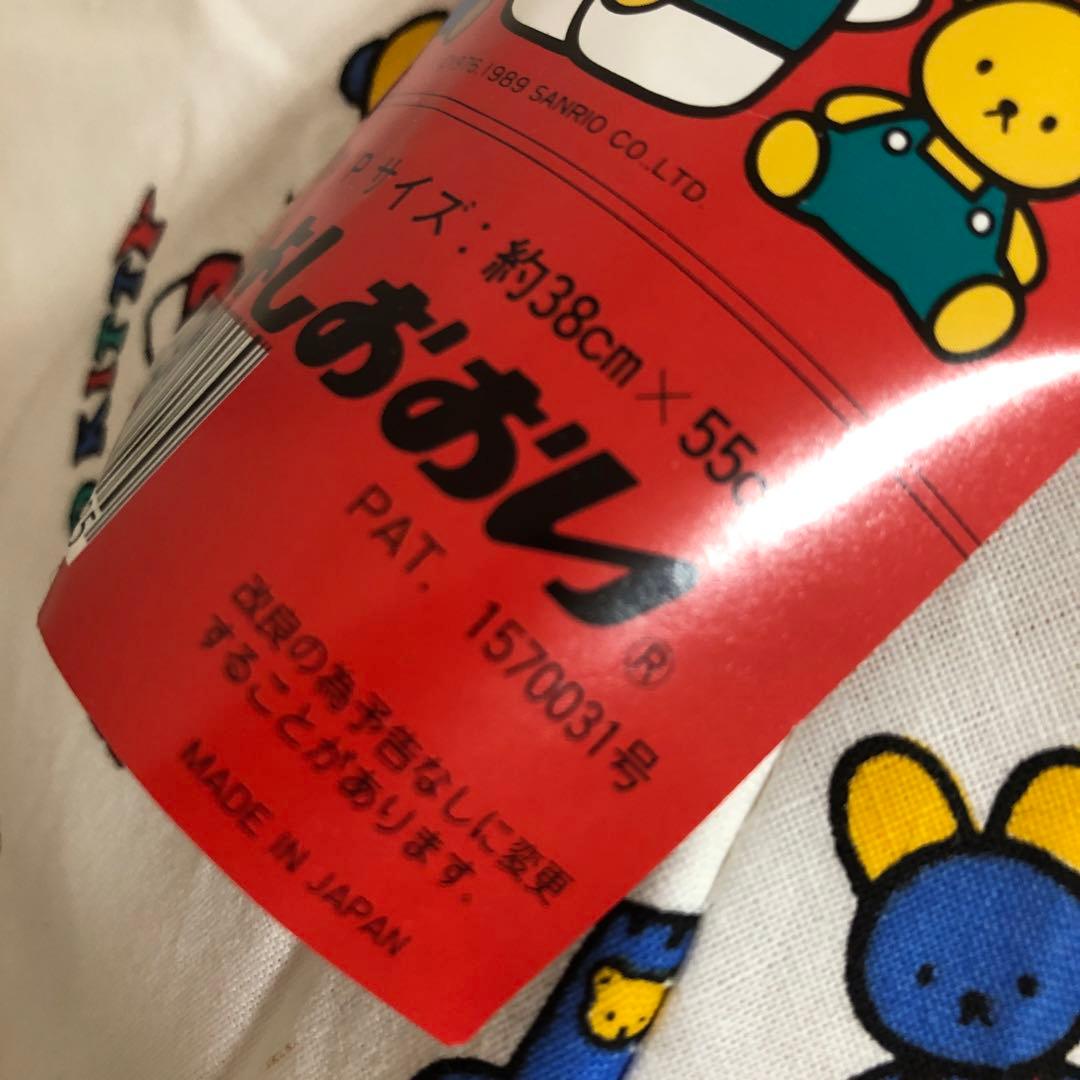 ©1976.1989 SANRIO CO.,LTD.
サイズ:約38cm×55c
しおおし®
PAT. 1570031号
改良の為予告なしに変更
することがあります。
MADE IN JAPAN
KITTY